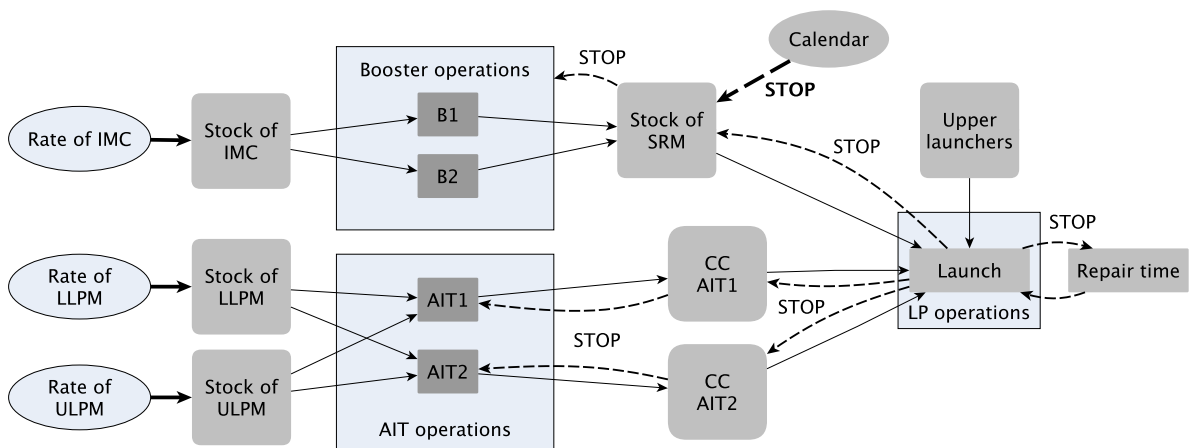 Calendar
STOP
STOP
Booster operations
B1
B2
Rate of IMC
Stock of
IMC
Stock of
SRM
Upper
launchers
STOP
STOP
Rate of
LLPM
Stock of
LLPM
AIT1
CC
AIT1
Launch
Repair time
STOP
LP operations
STOP
Rate of
ULPM
Stock of
ULPM
AIT2
CC
AIT2
AIT operations